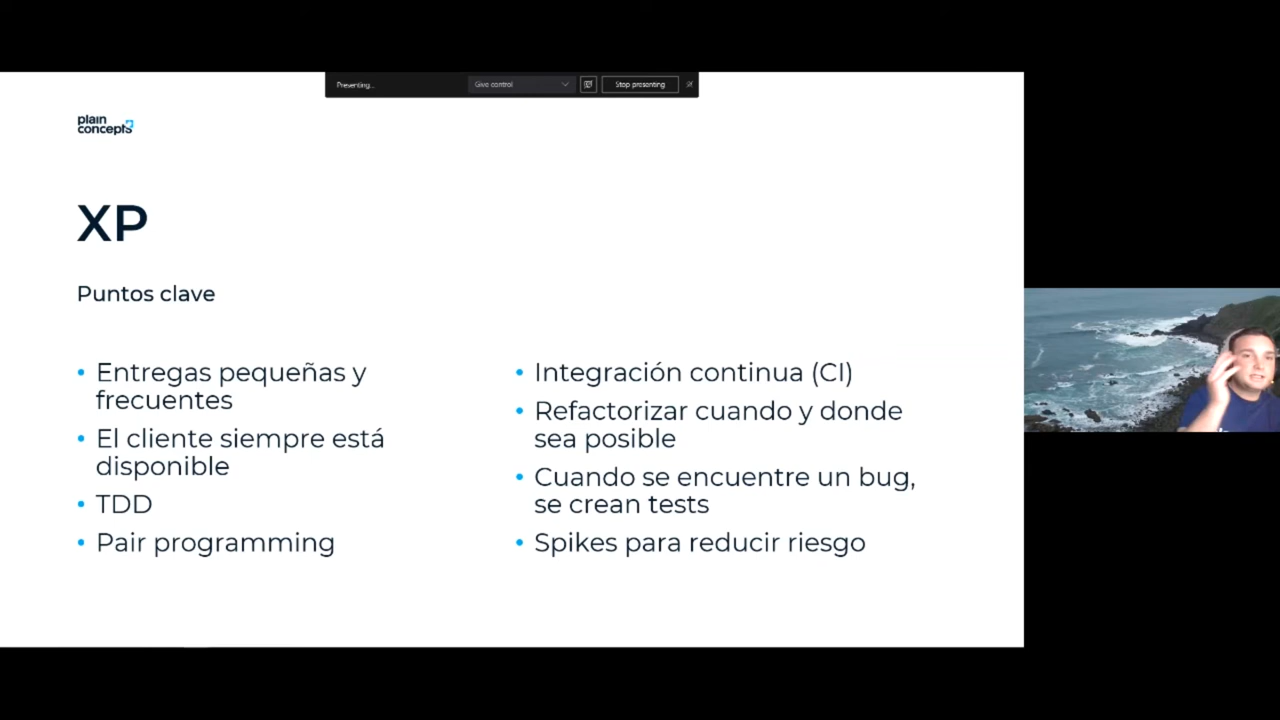 Presenting...
Give control
Stop presenting
plain
concepts
XP
Puntos clave
Entregas pequeñas y
frecuentes
El cliente siempre está
disponible
TDD
Pair programming
Integración continua (CI)
Refactorizar cuando y donde
sea posible
Cuando se encuentre un bug,
se crean tests
Spikes para reducir riesgo